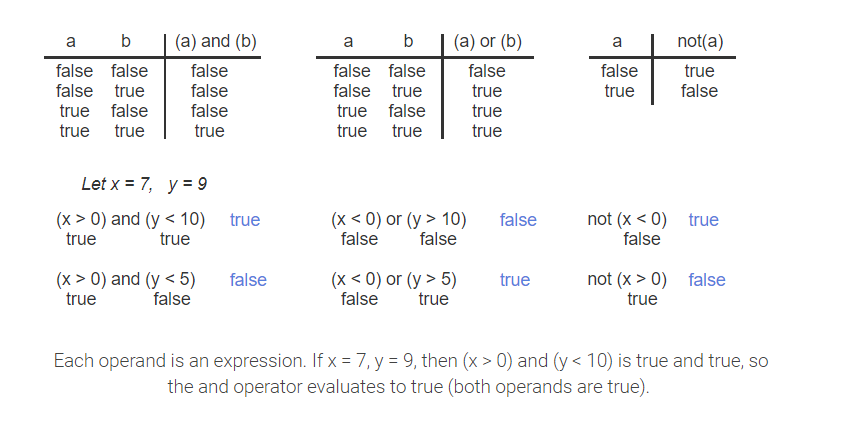 a b (a) and (b) a b (a) or (b) a not(a)
false false false false false false false true
false true false false true true true false
true false false true false true
true true true true true true
Let x = 7, y = 9
(x > 0) and (y < 10) true (x < 0) or (y > 10) false not (x < 0) true
true true false false false
(x > 0) and (y < 5) false (x < 0) or (y > 5) true not (x > 0) false
true false false true true
Each operand is an expression. If x = 7, y = 9, then (x > 0) and (y < 10) is true and true, so
the and operator evaluates to true (both operands are true).